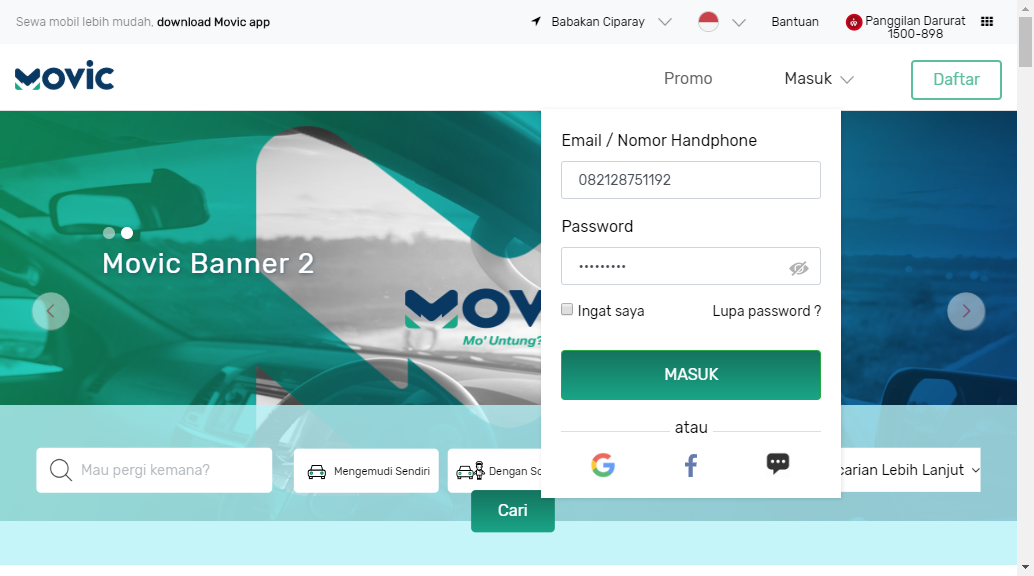 Sewa mobil lebih mudah, download Movic app
Babakan Ciparay
Bantuan
Panggilan Darurat
1500-898
MOVIC
Promo
Masuk
Daftar
Email / Nomor Handphone
082128751192
Password
Ingat saya
Lupa password ?
MASUK
atau
Movic Banner 2
MOV
Mo' Untung?
Mau pergi kemana?
Mengemudi Sendiri
Dengan So
carian Lebih Lanjut
Cari